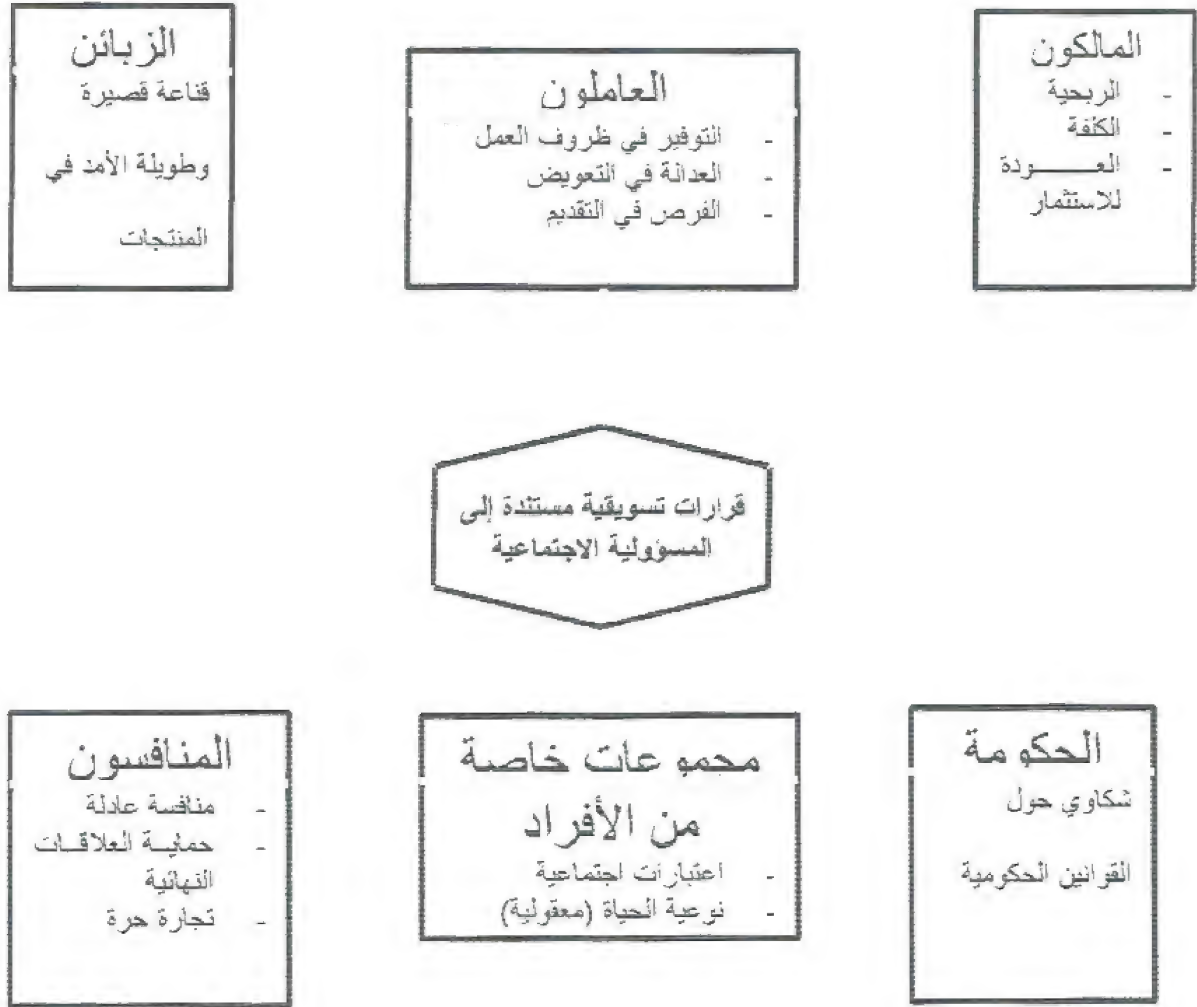 المالكون
- الربحية
- الكلفة
- العـــــودة
للاستثمار
العاملون
- التوفير في ظروف العمل
- العدالة في التعويض
- الفرص في التقديم
الزبائن
قناعة قصيرة
وطويلة الأمد في
المنتجات
قرارات تسويقية مستندة إلى
المسؤولية الاجتماعية
الحكومة
شكاوي حول
القوانين الحكومية
مجموعات خاصة
من الأفراد
- اعتبارات اجتماعية
- نوعية الحياة (معقولية)
المنافسون
- منافسة عادلة
- حمايــة العلاقــات
النهائية
- تجارة حرة